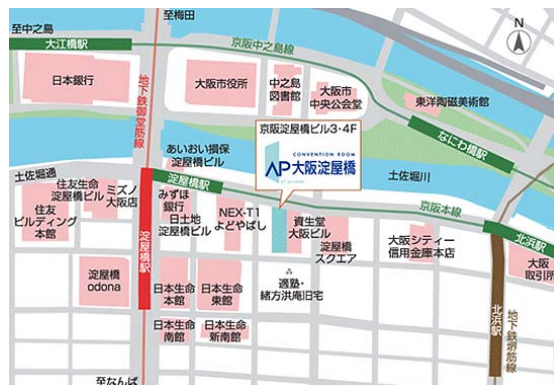 至中之島
至梅田
N
大江橋駅
京阪中之島線
日本銀行
地下鉄御堂筋線
大阪市役所
中之島
図書館
大阪市
中央公会堂
東洋陶磁美術館
なにわ橋駅
京阪淀屋橋ビル3・4F
CONVENTION ROOM
AP大阪淀屋橋
あいおい損保
淀屋橋ビル
土佐堀通
淀屋橋駅
土佐堀川
住友生命
淀屋橋ビル
ミズノ
大阪店
みずほ
銀行
日土地
淀屋橋ビル
京阪本線
住友
ビルディング
本館
NEX-T1
よどやばし
資生堂
大阪ビル
淀屋橋
スクエア
大阪シティー
信用金庫本店
北浜駅
大阪
取引所
淀屋橋駅
淀屋橋
odona
日本生命
本館
日本生命
東館
適塾・
緒方洪庵旧宅
北浜駅
地下鉄堺筋線
日本生命
南館
日本生命
新南館
至なんば